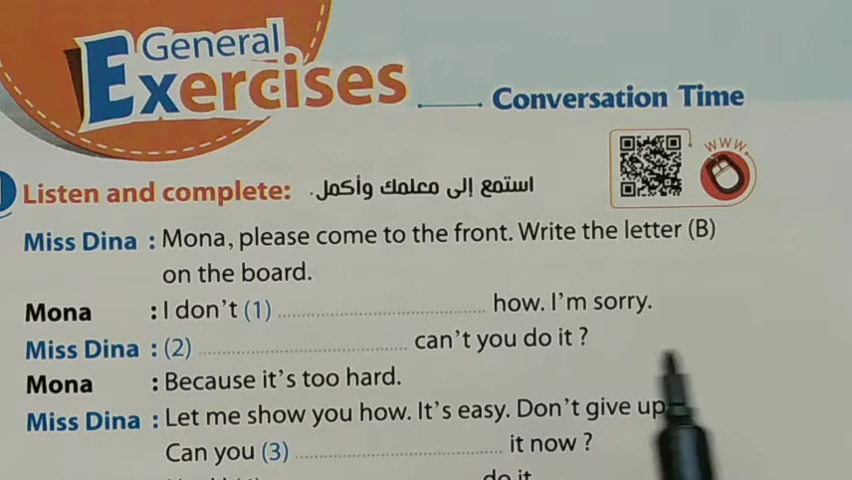 General
Exercises
Conversation Time
WWW.
Listen and complete: استمع إلى معلمك وأكمل.
Miss Dina : Mona, please come to the front. Write the letter (B)
on the board.
Mona : I don't (1) ........................ how. I'm sorry.
Miss Dina : (2) ........................ can't you do it ?
Mona : Because it's too hard.
Miss Dina : Let me show you how. It's easy. Don't give up
Can you (3) ........................ it now ?
do it